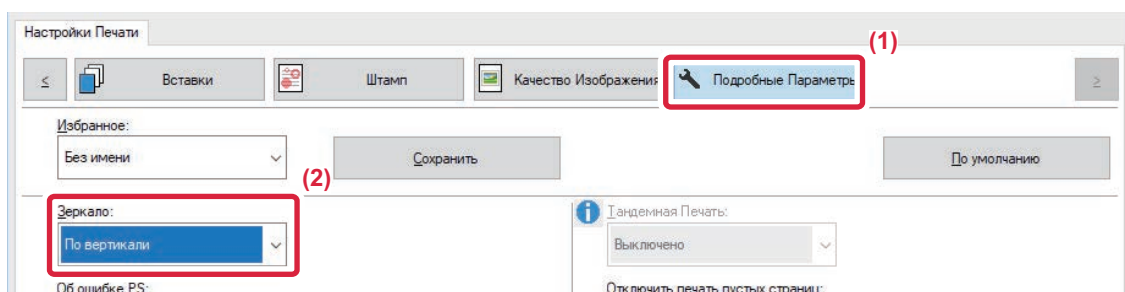 Настройки Печати
(1)
<
Вставки
Штамп
Качество Изображения
Подробные Параметры
>
Избранное:
Без имени
Сохранить
По умолчанию
(2)
Зеркало:
По вертикали
Тандемная Печать:
Выключено
Об ошибке PS:
Отключить печать пустых страниц: